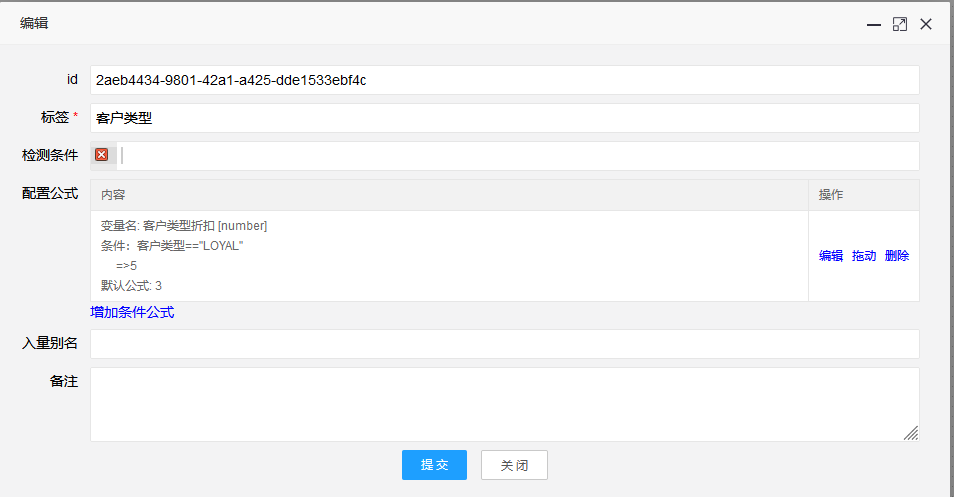 编辑
id 2aeb4434-9801-42a1-a425-dde1533ebf4c
标签 * 客户类型
检测条件
配置公式 内容 操作
变量名: 客户类型折扣 [number]
条件：客户类型=="LOYAL"
=>5
默认公式: 3
编辑 拖动 删除
增加条件公式
入量别名
备注
提交 关闭